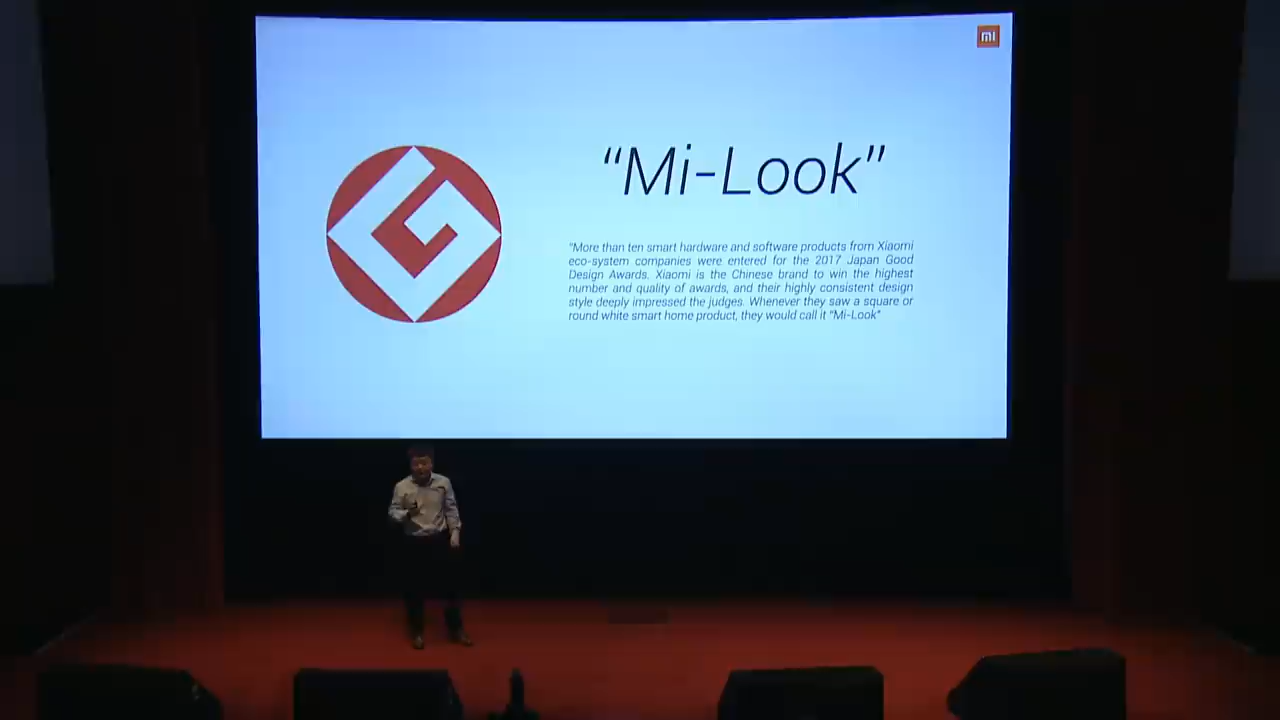 mi
“Mi-Look”
“More than ten smart hardware and software products from Xiaomi
eco-system companies were entered for the 2017 Japan Good
Design Awards. Xiaomi is the Chinese brand to win the highest
number and quality of awards, and their highly consistent design
style deeply impressed the judges. Whenever they saw a square or
round white smart home product, they would call it “Mi-Look”